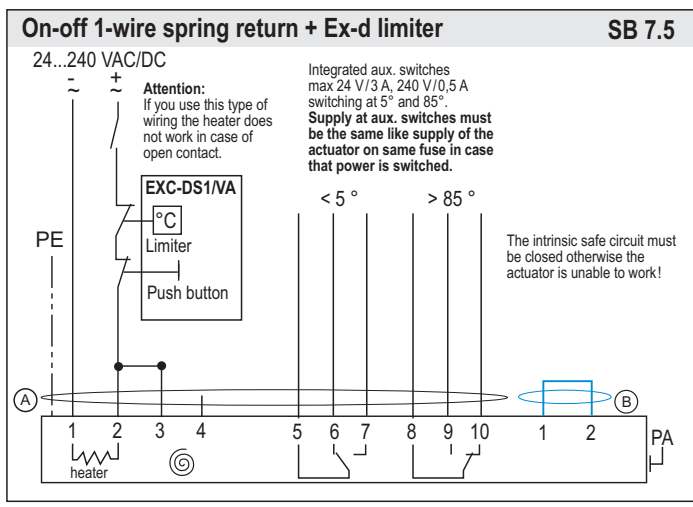 On-off 1-wire spring return + Ex-d limiter
SB 7.5
24...240 VAC/DC
- +
~ ~
Attention:
If you use this type of
wiring the heater does
not work in case of
open contact.
Integrated aux. switches
max 24 V/3 A, 240 V/0,5 A
switching at 5° and 85°.
Supply at aux. switches must
be the same like supply of the
actuator on same fuse in case
that power is switched.
EXC-DS1/VA
°C
Limiter
Push button
< 5 °
> 85 °
PE
The intrinsic safe circuit must
be closed otherwise the
actuator is unable to work!
A
B
1 2 3 4 5 6 7 8 9 10 1 2
PA
heater